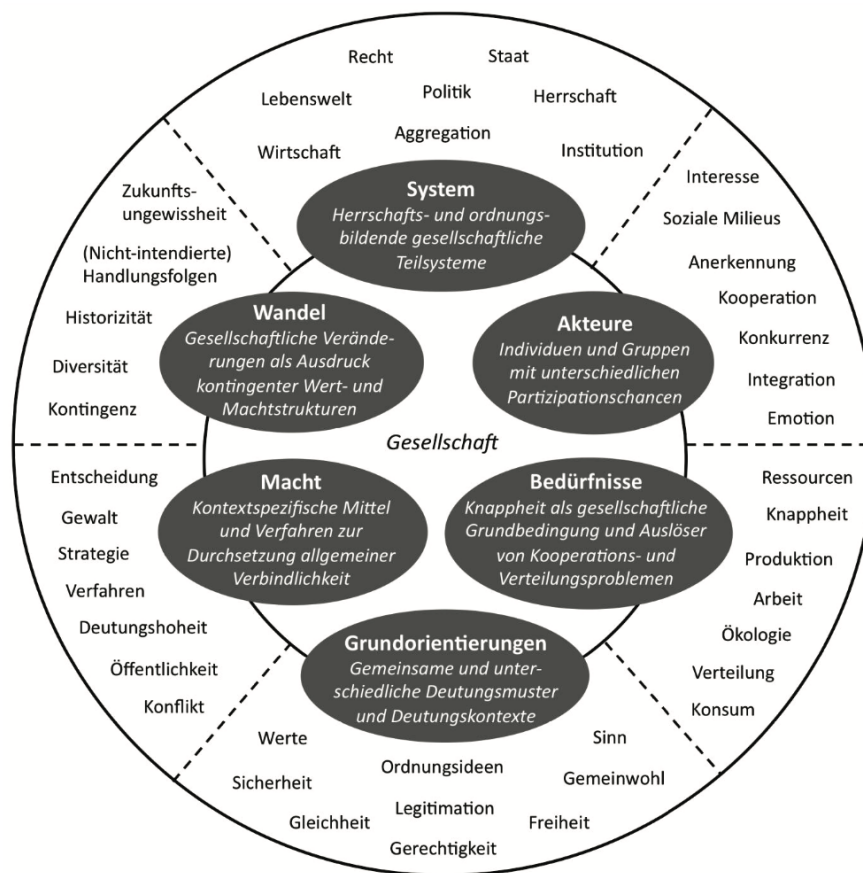 Recht
Staat
Lebenswelt
Politik
Herrschaft
Wirtschaft
Aggregation
Institution
System
Herrschafts- und ordnungs-
bildende gesellschaftliche
Teilsysteme
Interesse
Soziale Milieus
Anerkennung
Kooperation
Konkurrenz
Integration
Emotion
Akteure
Individuen und Gruppen
mit unterschiedlichen
Partizipationschancen
Ressourcen
Knappheit
Produktion
Arbeit
Ökologie
Verteilung
Konsum
Bedürfnisse
Knappheit als gesellschaftliche
Grundbedingung und Auslöser
von Kooperations- und
Verteilungsproblemen
Grundorientierungen
Gemeinsame und unter-
schiedliche Deutungsmuster
und Deutungskontexte
Werte
Sinn
Ordnungsideen
Sicherheit
Gemeinwohl
Legitimation
Gleichheit
Freiheit
Gerechtigkeit
Macht
Kontextspezifische Mittel
und Verfahren zur
Durchsetzung allgemeiner
Verbindlichkeit
Entscheidung
Gewalt
Strategie
Verfahren
Deutungshoheit
Öffentlichkeit
Konflikt
Wandel
Gesellschaftliche Verände-
rungen als Ausdruck
kontingenter Wert- und
Machtstrukturen
Zukunfts-
ungewissheit
(Nicht-intendierte)
Handlungsfolgen
Historizität
Diversität
Kontingenz
Gesellschaft